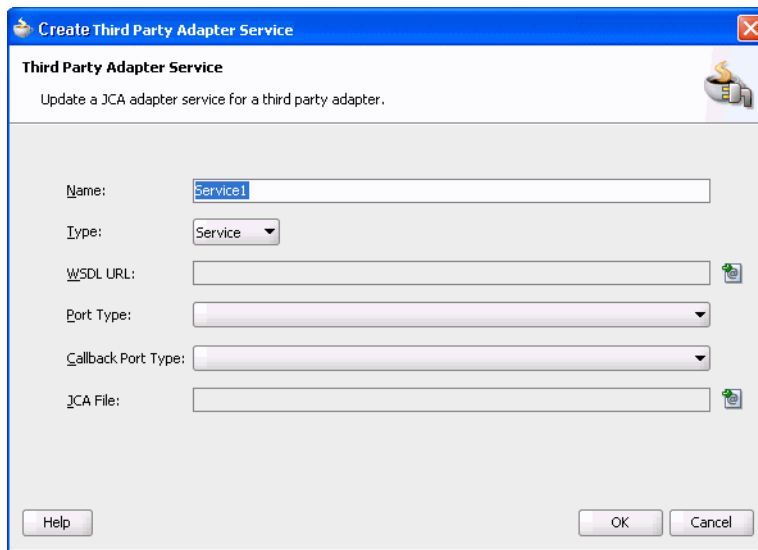 Create Third Party Adapter Service
Third Party Adapter Service
Update a JCA adapter service for a third party adapter.
Name: Service1
Type: Service
WSDL URL:
Port Type:
Callback Port Type:
JCA File:
Help OK Cancel